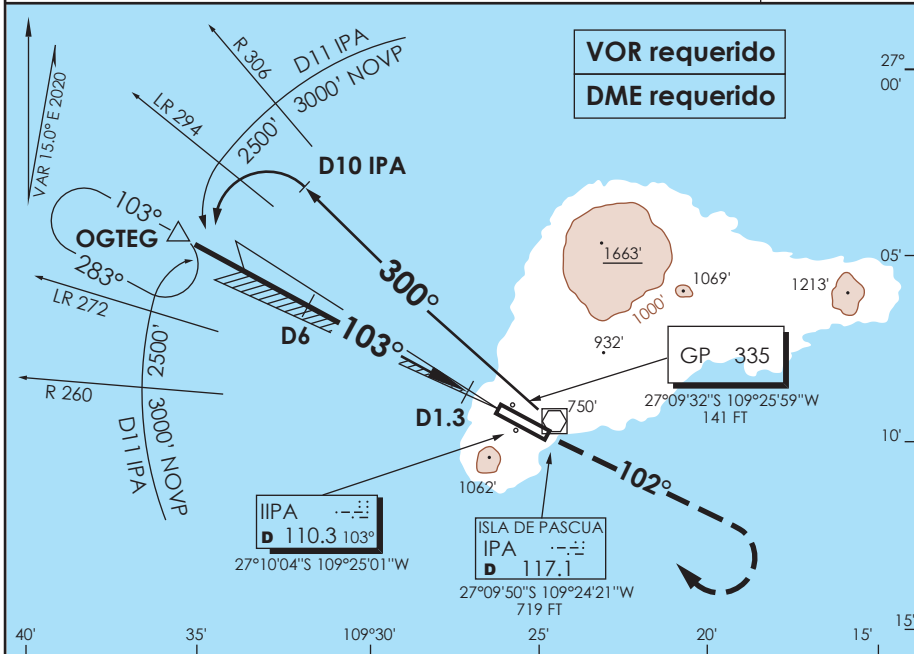 VOR requerido
DME requerido
27°
00'
D11 IPA
3000' NOVP
2500'
R 306
LR 294
VAR 15.0° E 2020
D10 IPA
103°
OGTEG
283°
LR 272
05'
1663'
1000'
1069'
1213'
300°
D6
103°
932'
GP 335
27°09'32"S 109°25'59"W
141 FT
2500'
3000' NOVP
D11 IPA
R 260
D1.3
750'
10'
1062'
102°
IIPA
D 110.3 103°
27°10'04"S 109°25'01"W
ISLA DE PASCUA
IPA
D 117.1
27°09'50"S 109°24'21"W
719 FT
15'
40'
35'
109°30'
25'
20'
15'